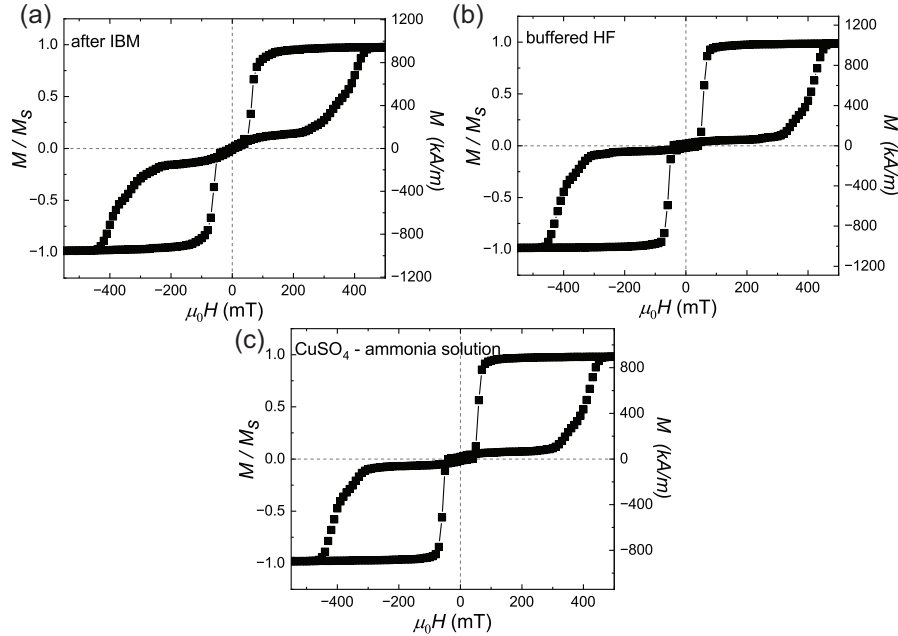 (a)
after IBM
1.0
0.5
0.0
−0.5
−1.0
M / M_S
1200
800
400
0
−400
−800
−1200
M (kA/m)
−400 −200 0 200 400
μ₀H (mT)
(b)
buffered HF
1.0
0.5
0.0
−0.5
−1.0
M / M_S
1200
800
400
0
−400
−800
−1200
M (kA/m)
−400 −200 0 200 400
μ₀H (mT)
(c)
CuSO₄ - ammonia solution
1.0
0.5
0.0
−0.5
−1.0
M / M_S
800
400
0
−400
−800
M (kA/m)
−400 −200 0 200 400
μ₀H (mT)